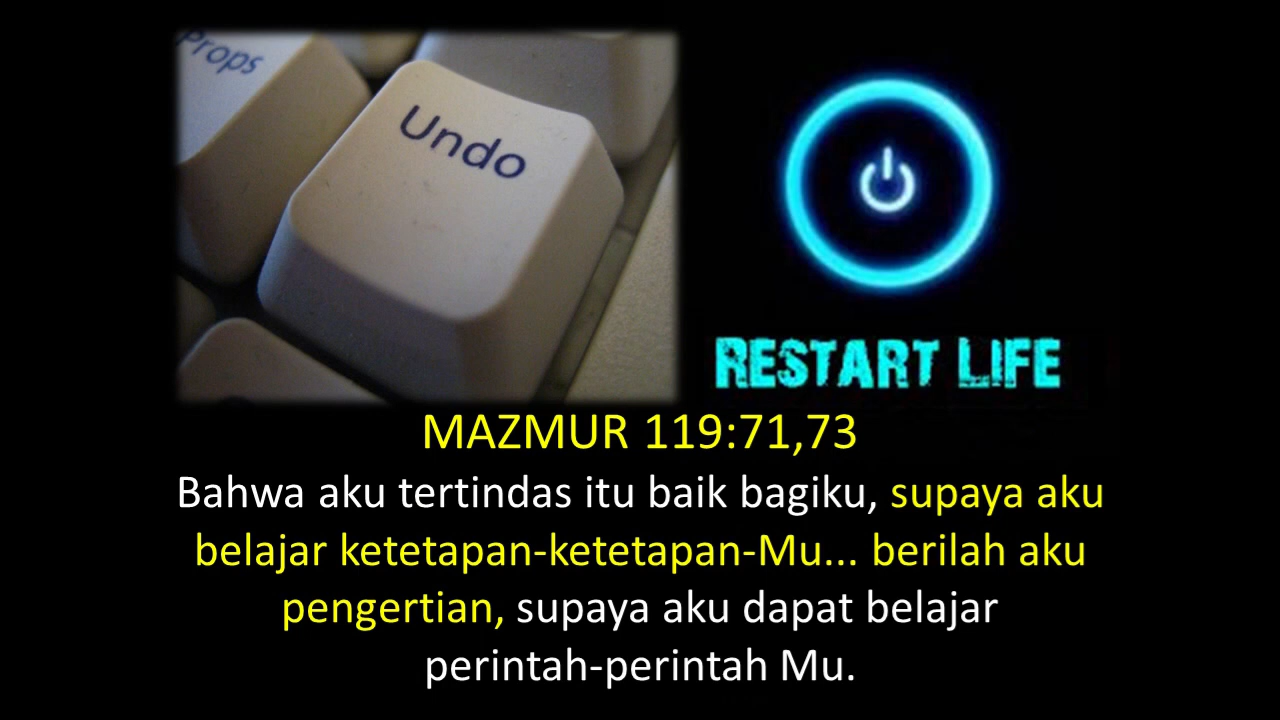 Props
Undo
RESTART LIFE
MAZMUR 119:71,73
Bahwa aku tertindas itu baik bagiku, supaya aku
belajar ketetapan-ketetapan-Mu... berilah aku
pengertian, supaya aku dapat belajar
perintah-perintah Mu.